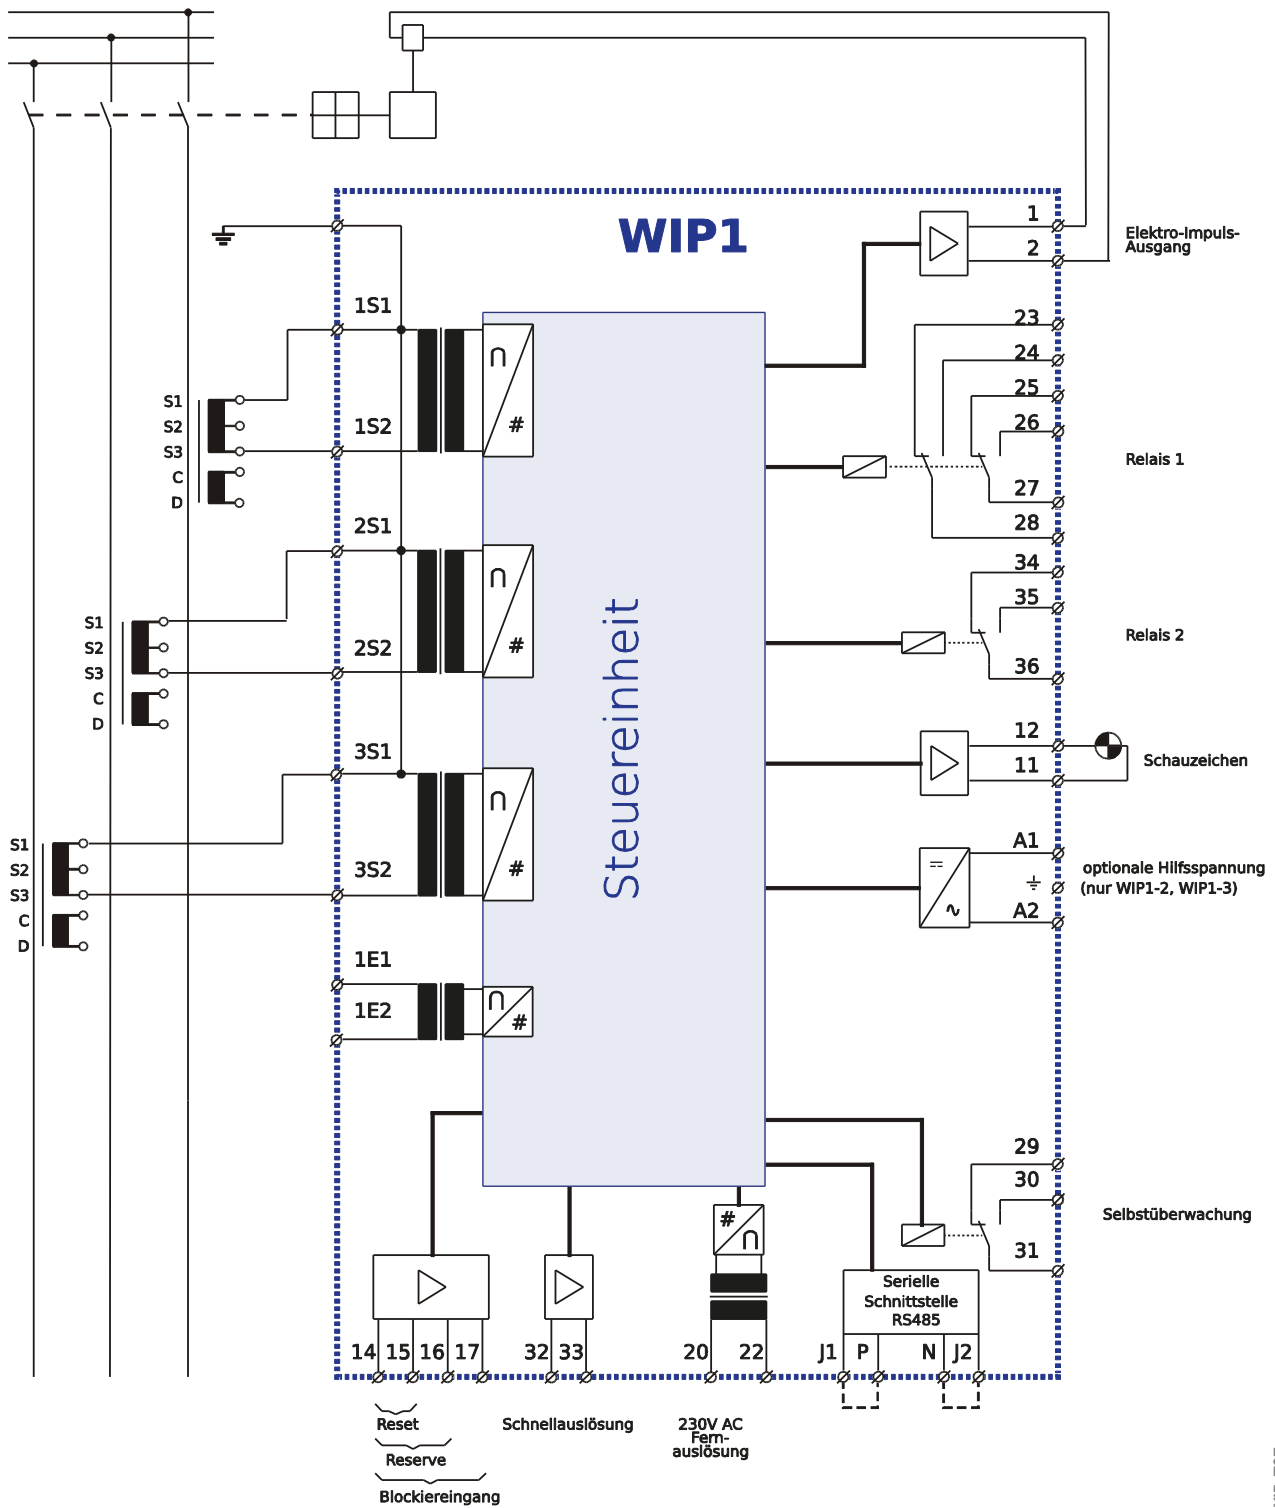 WIP1
1
2
Elektro-Impuls-
Ausgang
1S1
23
24
25
26
S1
S2
S3
C
D
1S2
#
Relais 1
27
28
2S1
34
35
S1
S2
S3
C
D
2S2
#
Relais 2
36
Steuereinheit
3S1
12
11
Schauzeichen
S1
S2
S3
C
D
3S2
#
A1
optionale Hilfsspannung
(nur WIP1-2, WIP1-3)
A2
1E1
1E2
#
29
30
31
Selbstüberwachung
#
Serielle
Schnittstelle
RS485
14 15 16 17 32 33 20 22 J1 P N J2
Reset
Reserve
Blockiereingang
Schnellauslösung
230V AC
Fern-
auslösung